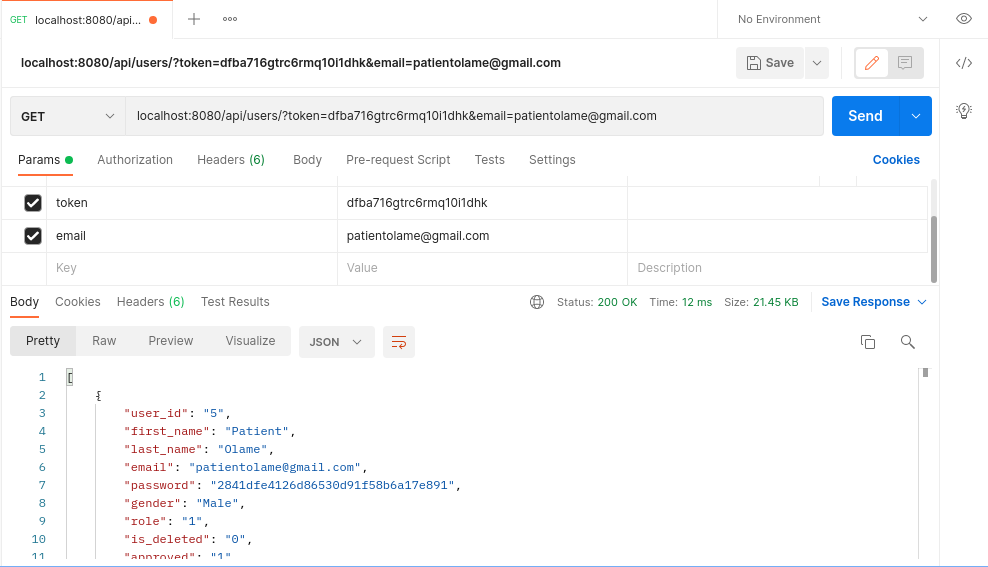 GET localhost:8080/api...
No Environment
localhost:8080/api/users/?token=dfba716gtrc6rmq10i1dhk&email=patientolame@gmail.com
Save
GET localhost:8080/api/users/?token=dfba716gtrc6rmq10i1dhk&email=patientolame@gmail.com
Send
Params Authorization Headers (6) Body Pre-request Script Tests Settings Cookies
token dfba716gtrc6rmq10i1dhk
email patientolame@gmail.com
Key Value Description
Body Cookies Headers (6) Test Results Status: 200 OK Time: 12 ms Size: 21.45 KB Save Response
Pretty Raw Preview Visualize JSON
1 [
2 {
3 "user_id": "5",
4 "first_name": "Patient",
5 "last_name": "Olame",
6 "email": "patientolame@gmail.com",
7 "password": "2841dfe4126d86530d91f58b6a17e891",
8 "gender": "Male",
9 "role": "1",
10 "is_deleted": "0",
11 "approved": "1"